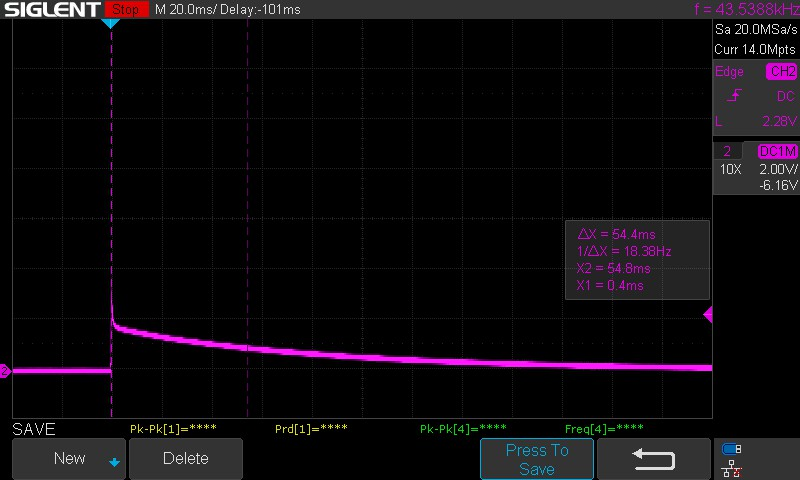 SIGLENT Stop M 20.0ms/ Delay:-101ms f = 43.5388kHz
Sa 20.0MSa/s
Curr 14.0Mpts
Edge CH2
DC
L 2.28V
2 DC1M
10X 2.00V/
-6.16V
ΔX = 54.4ms
1/ΔX = 18.38Hz
X2 = 54.8ms
X1 = 0.4ms
2
SAVE Pk-Pk[1]=**** Prd[1]=**** Pk-Pk[4]=**** Freq[4]=****
New Delete Press To
Save